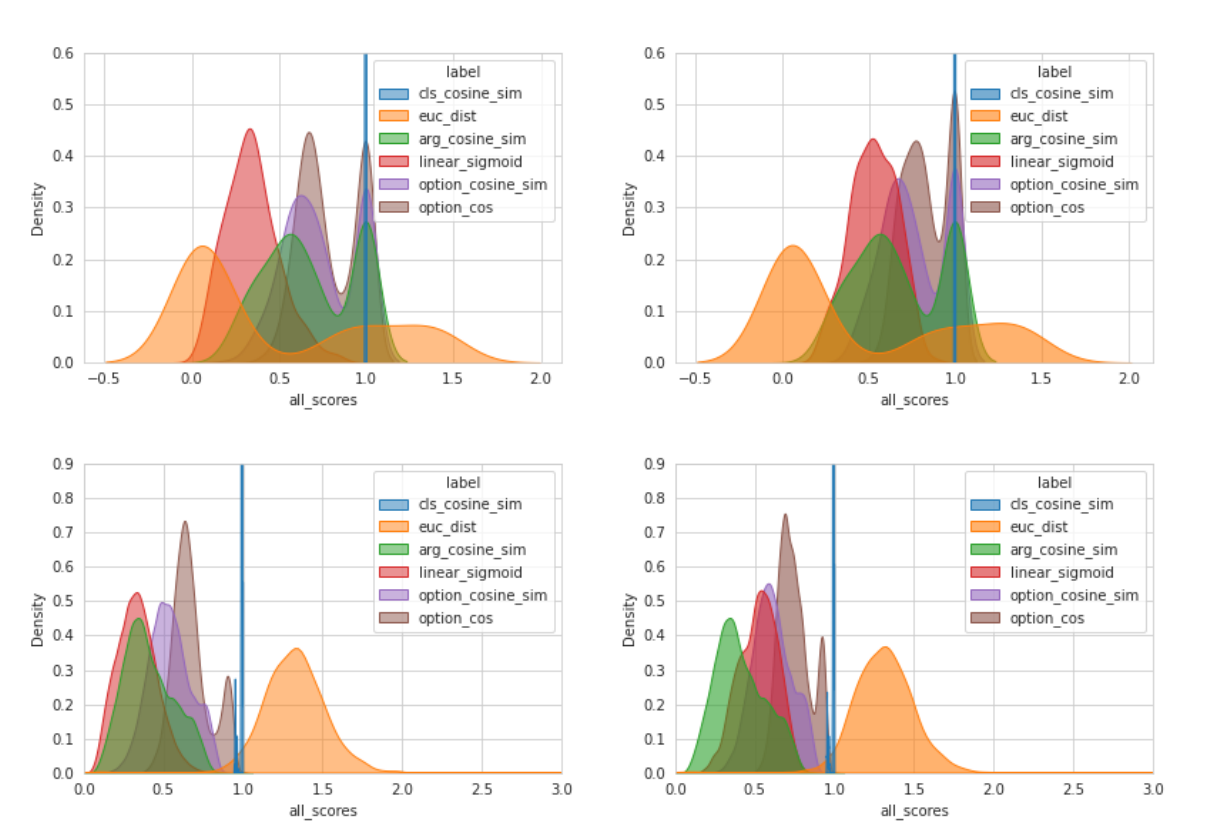 0.6
0.5
0.4
0.3
0.2
0.1
0.0
Density
−0.5 0.0 0.5 1.0 1.5 2.0
all_scores
label
cls_cosine_sim
euc_dist
arg_cosine_sim
linear_sigmoid
option_cosine_sim
option_cos
0.6
0.5
0.4
0.3
0.2
0.1
0.0
Density
−0.5 0.0 0.5 1.0 1.5 2.0
all_scores
label
cls_cosine_sim
euc_dist
arg_cosine_sim
linear_sigmoid
option_cosine_sim
option_cos
0.9
0.8
0.7
0.6
0.5
0.4
0.3
0.2
0.1
0.0
Density
0.0 0.5 1.0 1.5 2.0 2.5 3.0
all_scores
label
cls_cosine_sim
euc_dist
arg_cosine_sim
linear_sigmoid
option_cosine_sim
option_cos
0.9
0.8
0.7
0.6
0.5
0.4
0.3
0.2
0.1
0.0
Density
0.0 0.5 1.0 1.5 2.0 2.5 3.0
all_scores
label
cls_cosine_sim
euc_dist
arg_cosine_sim
linear_sigmoid
option_cosine_sim
option_cos